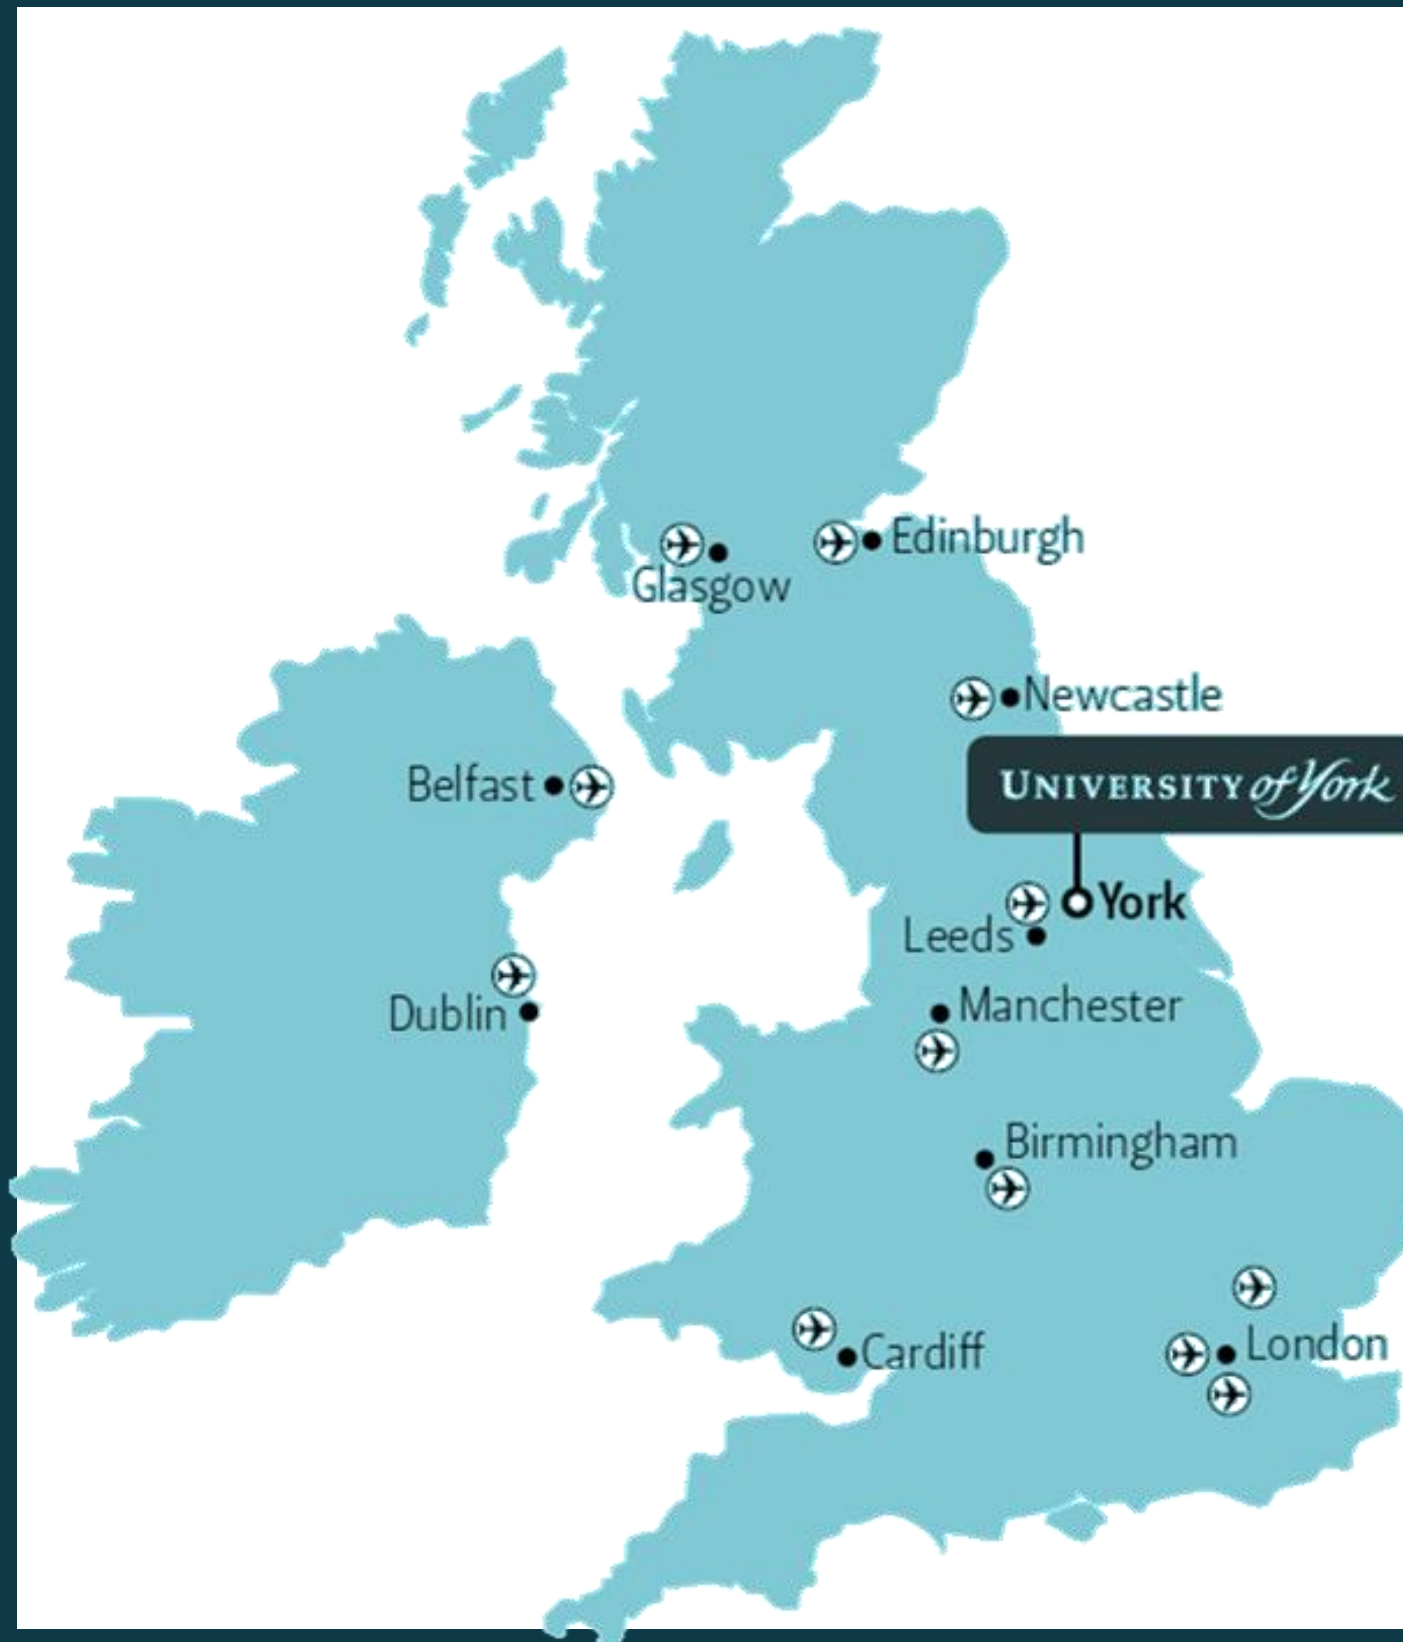 Edinburgh
Glasgow
Newcastle
Belfast
UNIVERSITY of York
York
Leeds
Manchester
Dublin
Birmingham
London
Cardiff